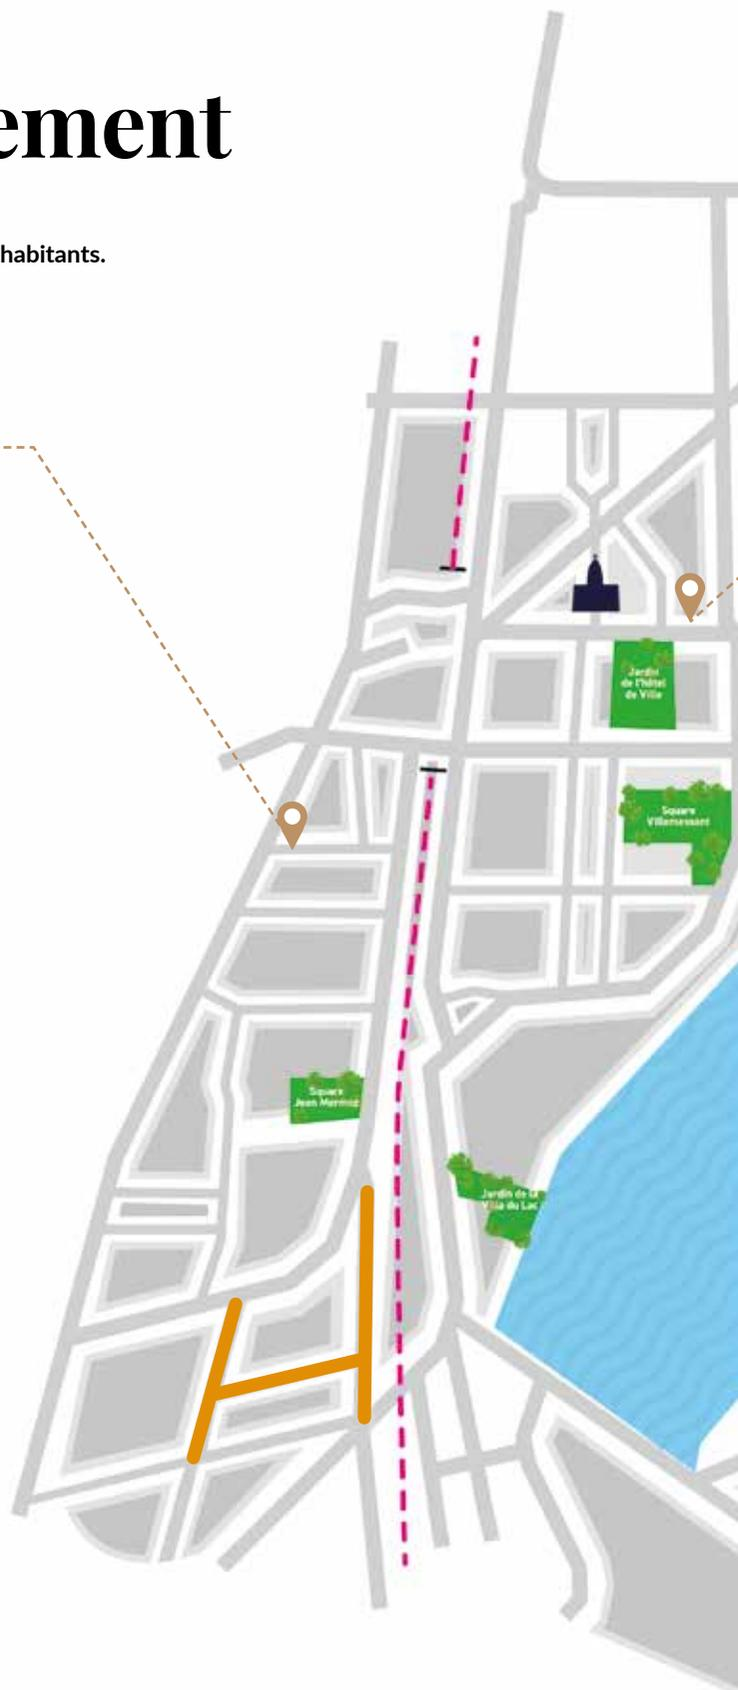 ement
habitants.
Jardin
de l'hôtel
de Ville
Square
Villemessant
Square
Jean Mermoz
Jardin de la
Villa du Lac